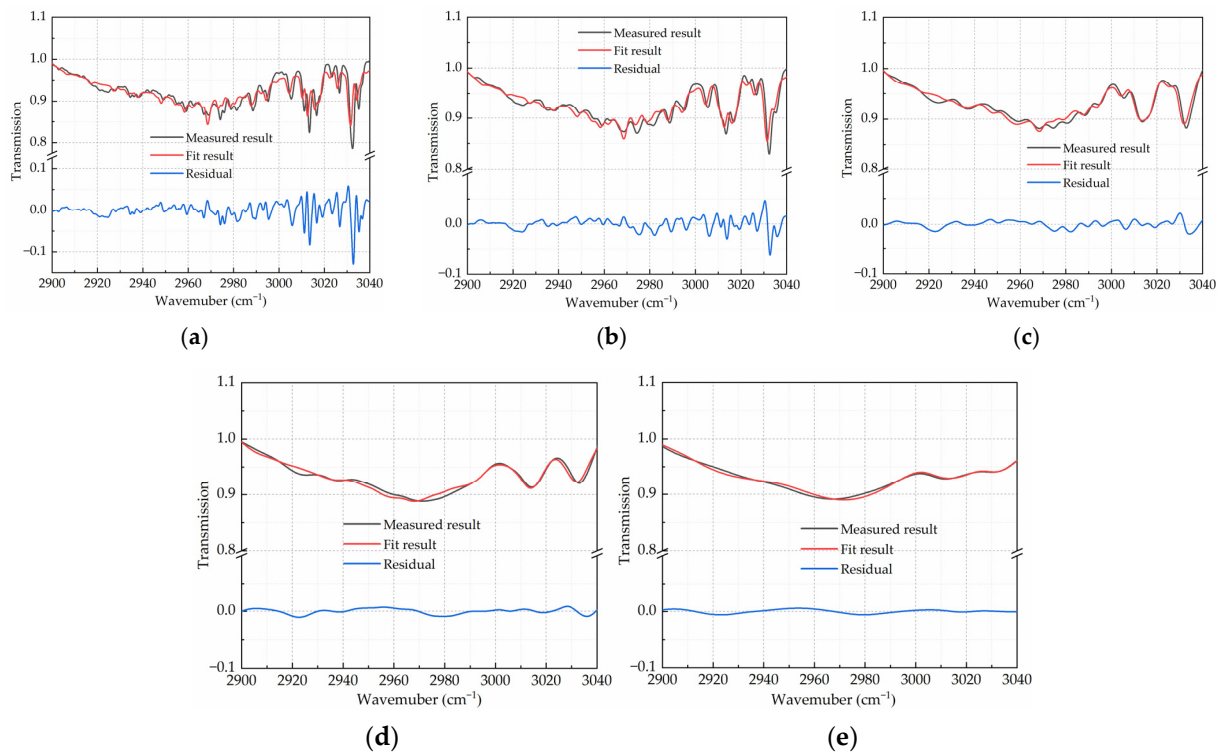 1.1
1.0
0.9
0.8
0.1
0.0
−0.1
Transmission
Measured result
Fit result
Residual
2900 2920 2940 2960 2980 3000 3020 3040
Wavemuber (cm−1)
(a)
1.1
1.0
0.9
0.8
0.1
0.0
−0.1
Transmission
Measured result
Fit result
Residual
2900 2920 2940 2960 2980 3000 3020 3040
Wavemuber (cm−1)
(b)
1.1
1.0
0.9
0.8
0.1
0.0
−0.1
Transmission
Measured result
Fit result
Residual
2900 2920 2940 2960 2980 3000 3020 3040
Wavemuber (cm−1)
(c)
1.1
1.0
0.9
0.8
0.0
−0.1
Transmission
Measured result
Fit result
Residual
2900 2920 2940 2960 2980 3000 3020 3040
Wavemuber (cm−1)
(d)
1.1
1.0
0.9
0.8
0.0
−0.1
Transmission
Measured result
Fit result
Residual
2900 2920 2940 2960 2980 3000 3020 3040
Wavemuber (cm−1)
(e)